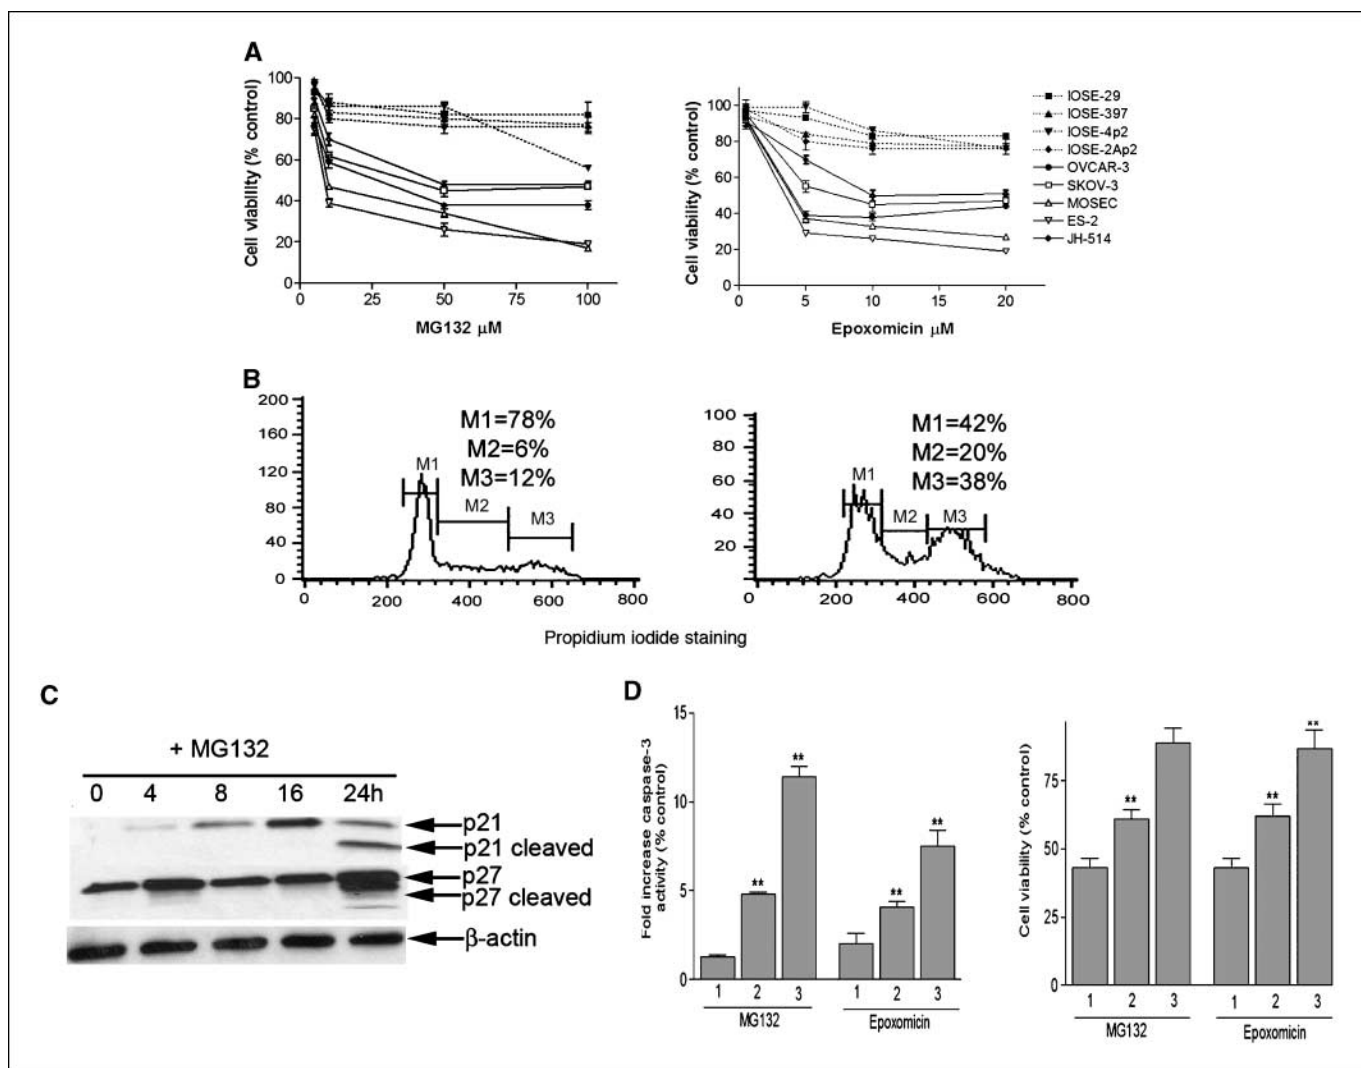 A
Cell viability (% control)
100
80
60
40
20
0
0 25 50 75 100
MG132 µM
Cell viability (% control)
100
80
60
40
20
0
0 5 10 15 20
Epoxomicin µM
IOSE-29
IOSE-397
IOSE-4p2
IOSE-2Ap2
OVCAR-3
SKOV-3
MOSEC
ES-2
JH-514
B
200
160
120
80
40
0
0 200 400 600 800
M1=78%
M2=6%
M3=12%
M1
M2
M3
100
80
60
40
20
0 200 400 600 800
M1=42%
M2=20%
M3=38%
M1
M2
M3
Propidium iodide staining
C
+ MG132
0 4 8 16 24h
p21
p21 cleaved
p27
p27 cleaved
β-actin
D
Fold increase caspase-3
activity (% control)
15
10
5
0
** ** ** **
1 2 3 1 2 3
MG132 Epoxomicin
Cell viability (% control)
75
50
25
0
** ** **
1 2 3 1 2 3
MG132 Epoxomicin